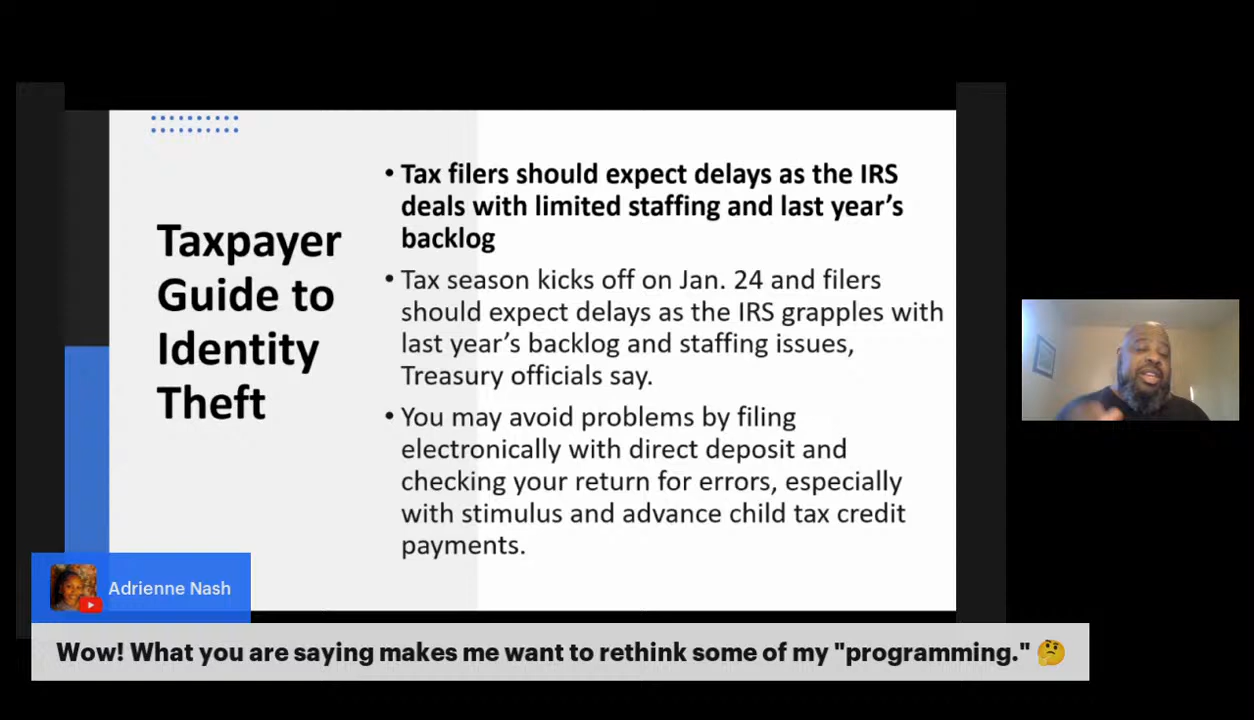 Taxpayer
Guide to
Identity
Theft
• Tax filers should expect delays as the IRS
deals with limited staffing and last year’s
backlog
• Tax season kicks off on Jan. 24 and filers
should expect delays as the IRS grapples with
last year’s backlog and staffing issues,
Treasury officials say.
• You may avoid problems by filing
electronically with direct deposit and
checking your return for errors, especially
with stimulus and advance child tax credit
payments.
Adrienne Nash
Wow! What you are saying makes me want to rethink some of my "programming." 🤔